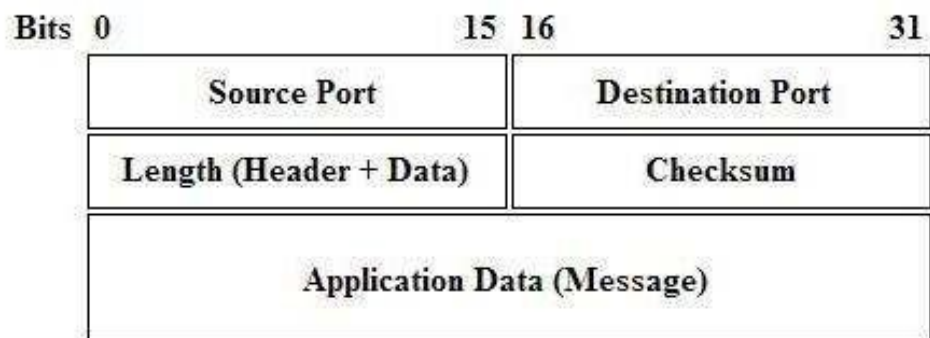 Bits 0 15 16 31
Source Port Destination Port
Length (Header + Data) Checksum
Application Data (Message)